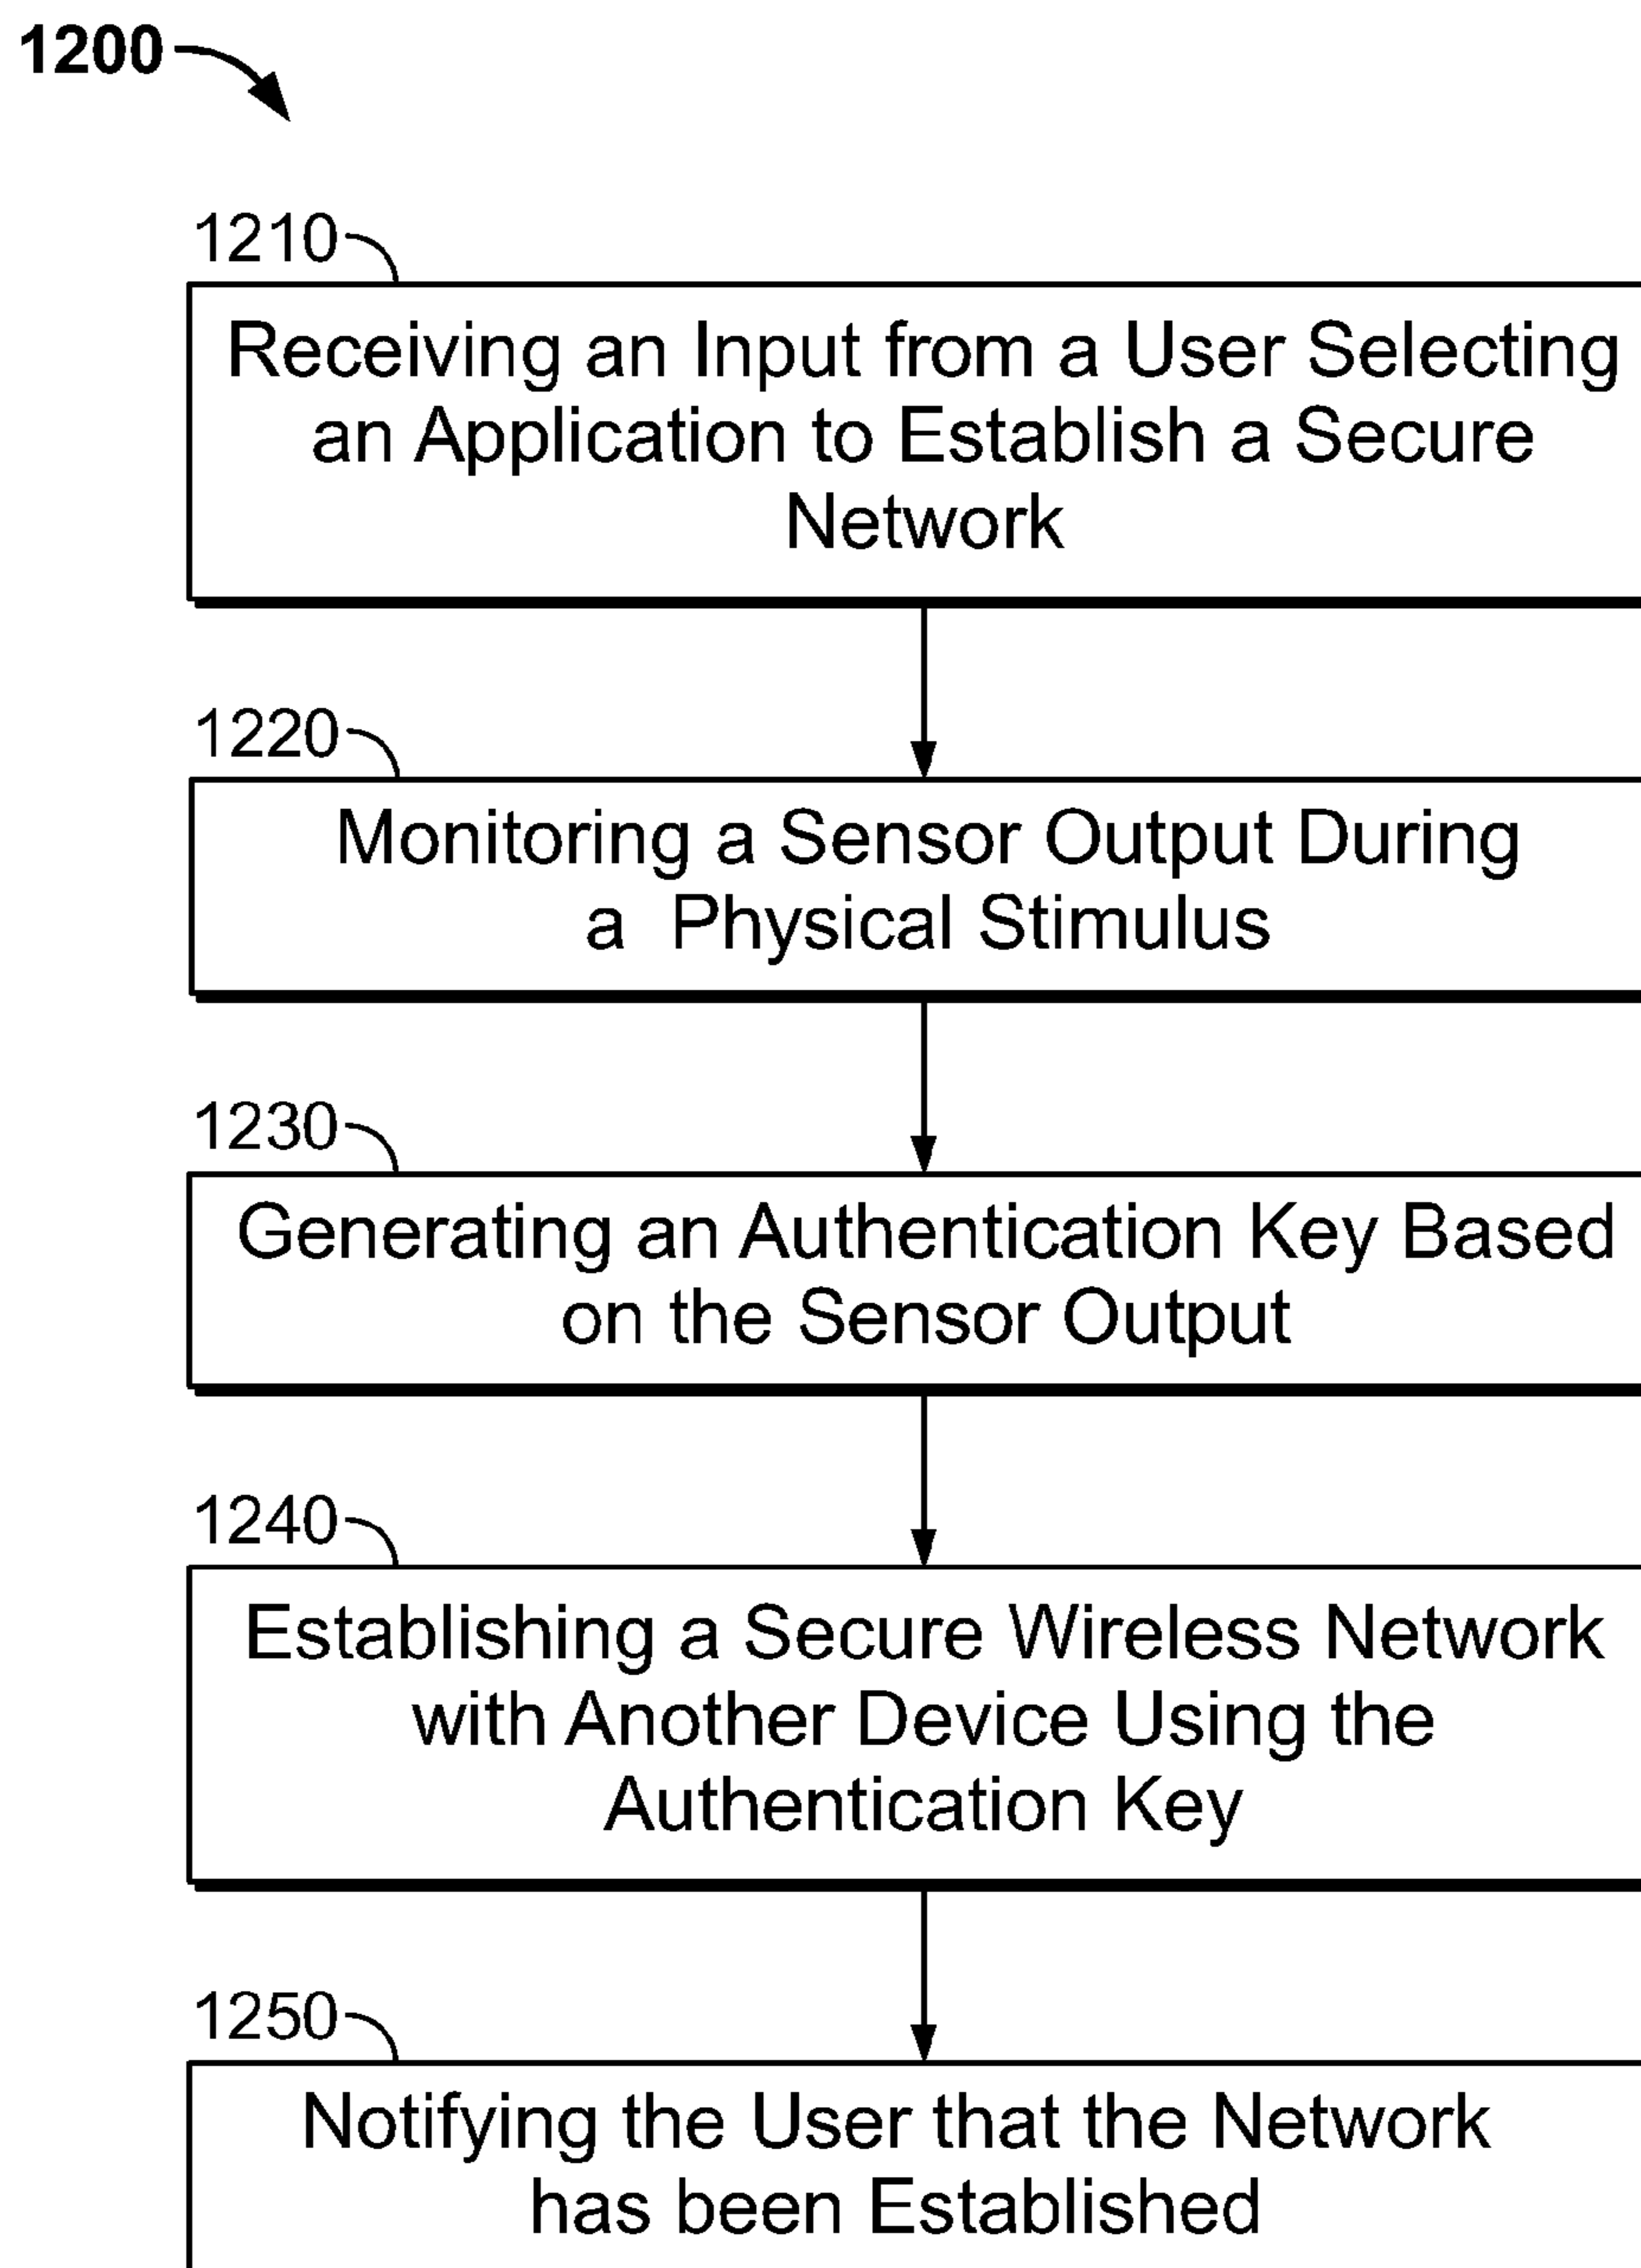 1200
1210
Receiving an Input from a User Selecting
an Application to Establish a Secure
Network
1220
Monitoring a Sensor Output During
a Physical Stimulus
1230
Generating an Authentication Key Based
on the Sensor Output
1240
Establishing a Secure Wireless Network
with Another Device Using the
Authentication Key
1250
Notifying the User that the Network
has been Established